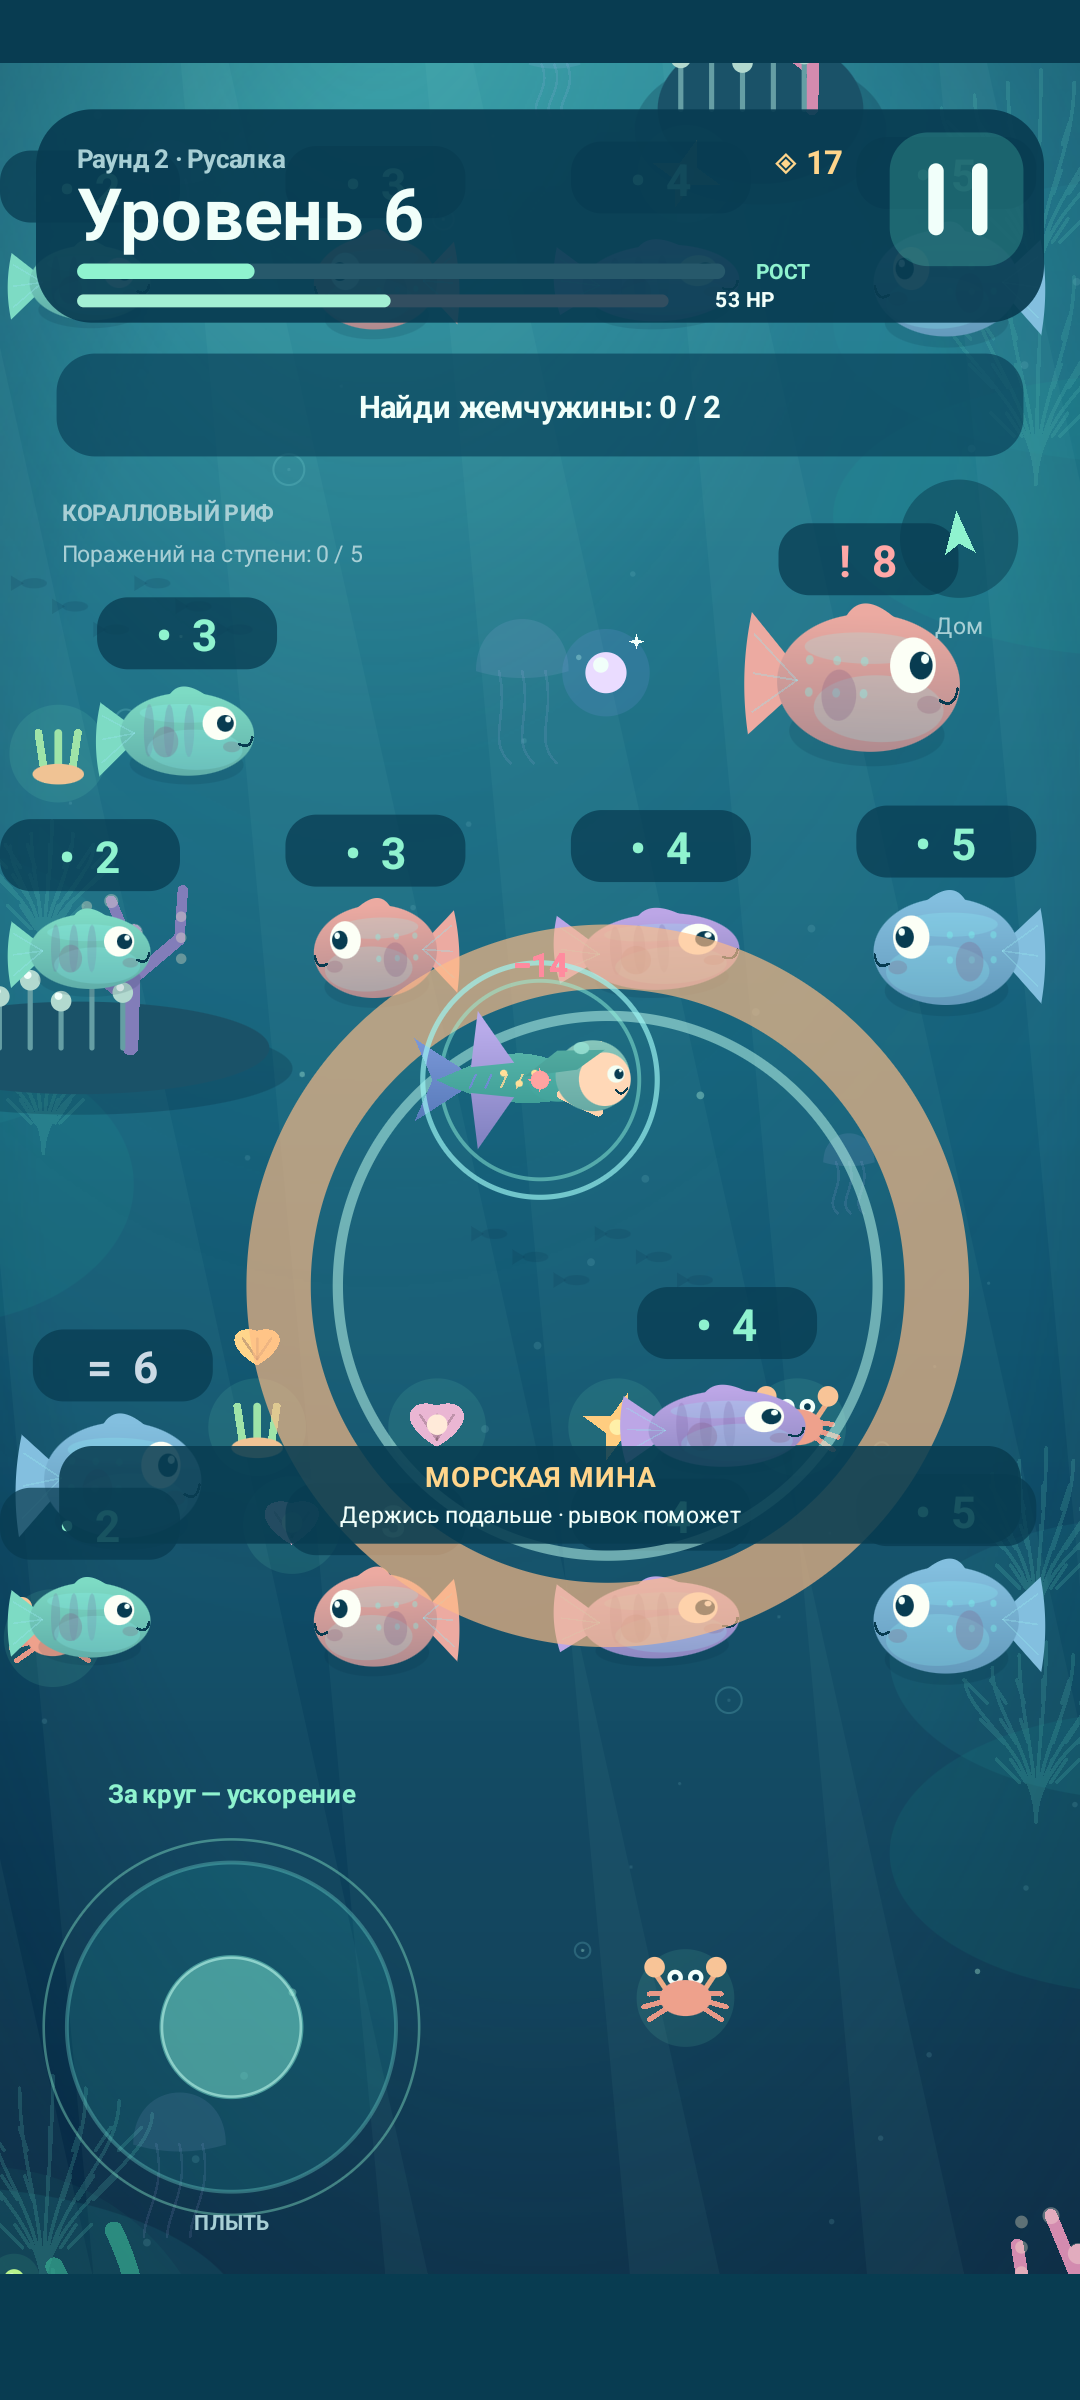 Раунд 2 · Русалка
17
Уровень 6
РОСТ
53 HP
Найди жемчужины: 0 / 2
КОРАЛЛОВЫЙ РИФ
Поражений на ступени: 0 / 5
! 8
Дом
• 3
• 2
• 3
• 4
• 5
-14
• 4
= 6
МОРСКАЯ МИНА
Держись подальше · рывок поможет
• 2
• 5
За круг — ускорение
ПЛЫТЬ